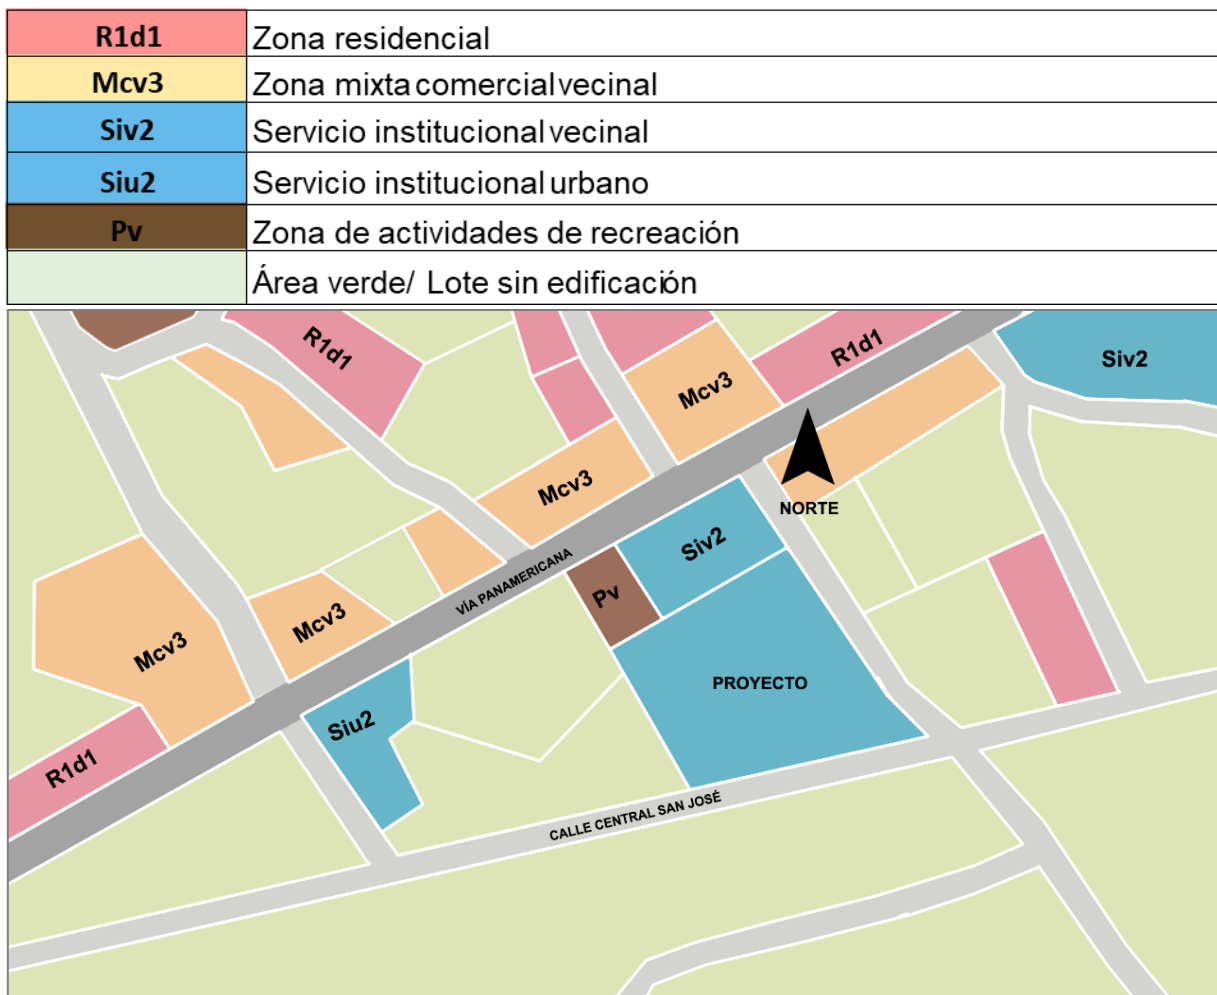 R1d1 Zona residencial
Mcv3 Zona mixta comercial vecinal
Siv2 Servicio institucional vecinal
Siu2 Servicio institucional urbano
Pv Zona de actividades de recreación
Área verde/ Lote sin edificación
R1d1
R1d1
Siv2
Mcv3
Mcv3
NORTE
Siv2
VÍA PANAMERICANA
Pv
Mcv3
Mcv3
PROYECTO
Siu2
R1d1
CALLE CENTRAL SAN JOSÉ